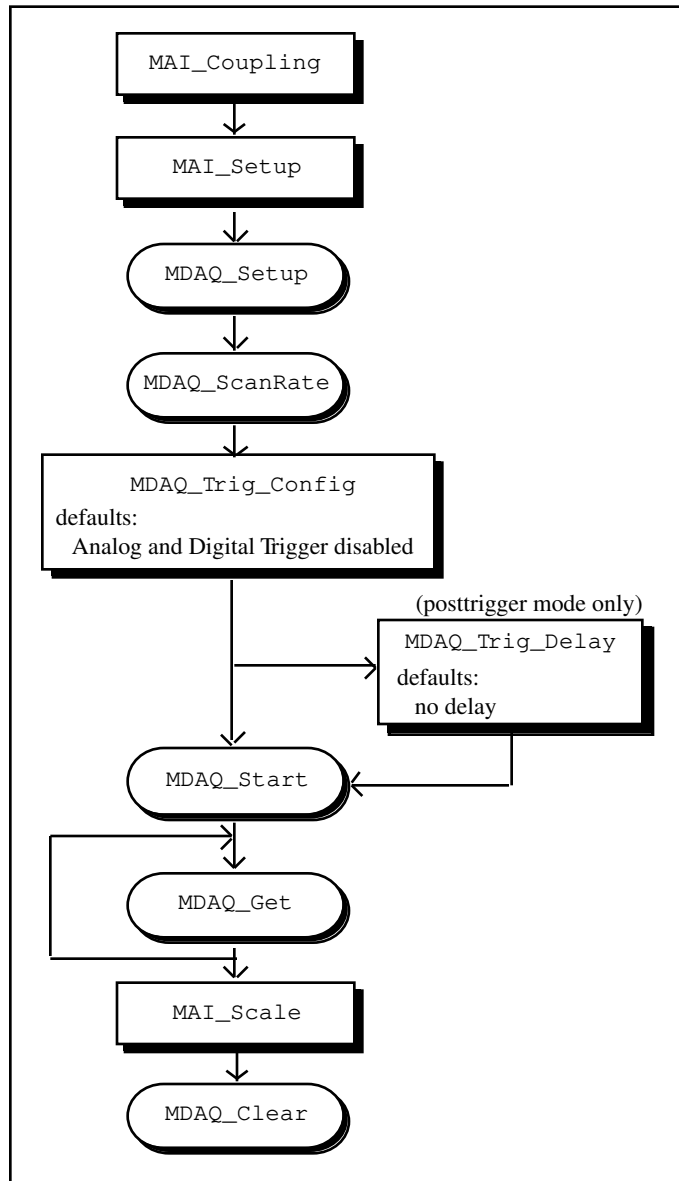 MAI_Coupling
MAI_Setup
MDAQ_Setup
MDAQ_ScanRate
MDAQ_Trig_Config
defaults:
Analog and Digital Trigger disabled
(posttrigger mode only)
MDAQ_Trig_Delay
defaults:
no delay
MDAQ_Start
MDAQ_Get
MAI_Scale
MDAQ_Clear